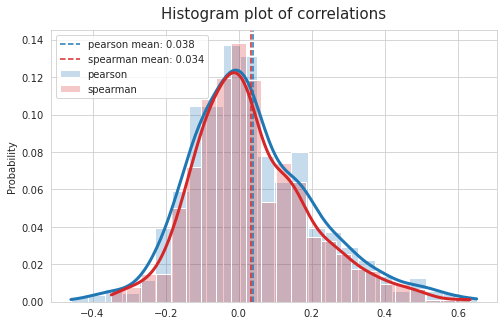 Histogram plot of correlations
pearson mean: 0.038
spearman mean: 0.034
pearson
spearman
Probability
0.14
0.12
0.10
0.08
0.06
0.04
0.02
0.00
−0.4 −0.2 0.0 0.2 0.4 0.6